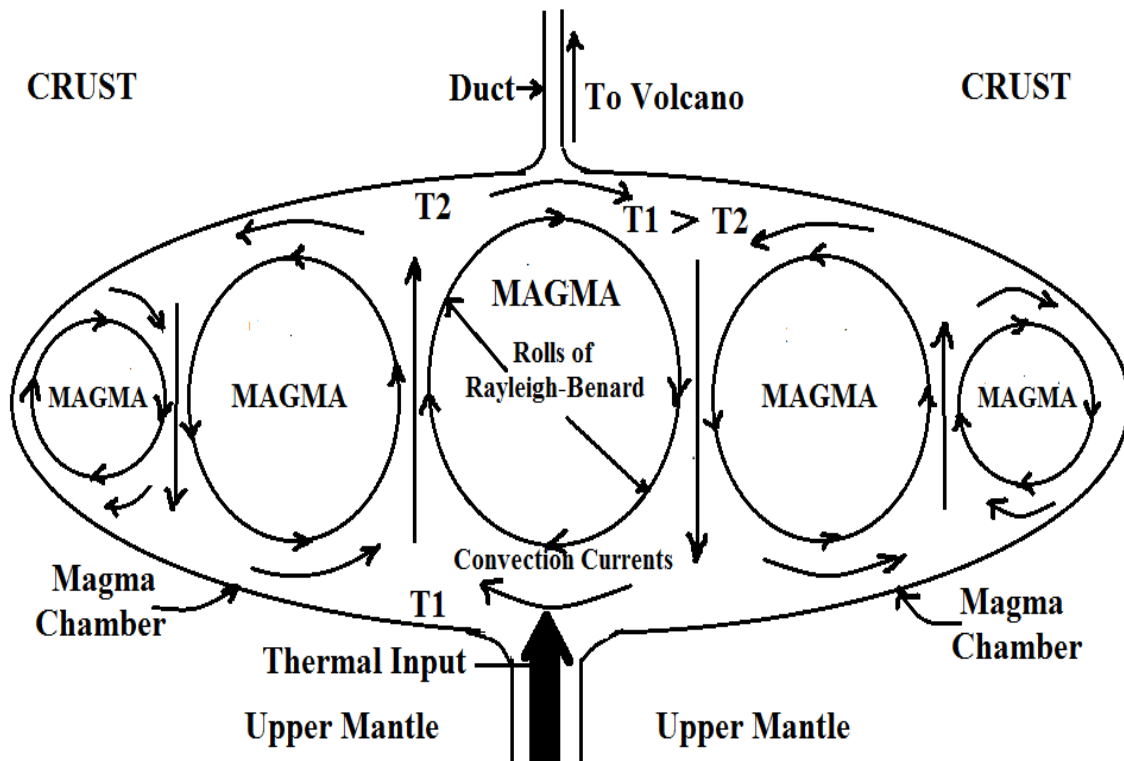 CRUST
Duct
To Volcano
CRUST
T2
T1 > T2
MAGMA
Rolls of
Rayleigh-Benard
MAGMA
MAGMA
MAGMA
MAGMA
Convection Currents
Magma
Chamber
T1
Magma
Chamber
Thermal Input
Upper Mantle
Upper Mantle